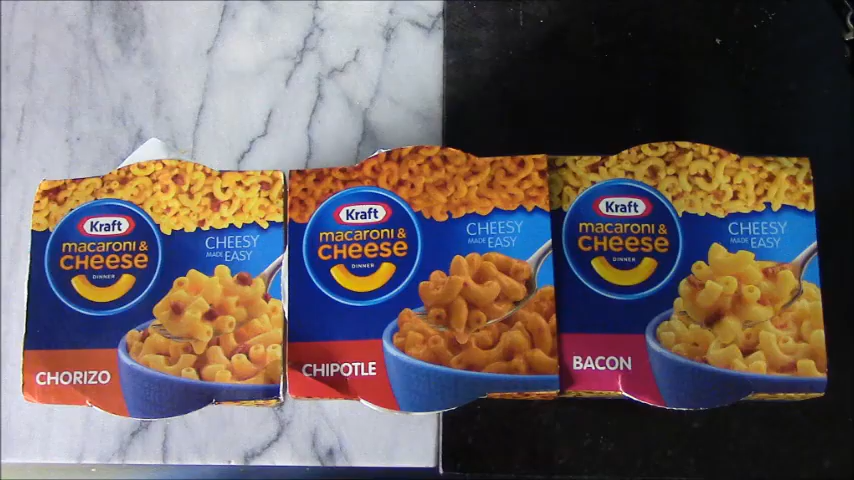 Kraft
macaroni &
CHEESE
DINNER
CHEESY
MADE EASY
CHORIZO
Kraft
macaroni &
CHEESE
DINNER
CHEESY
MADE EASY
CHIPOTLE
Kraft
macaroni &
CHEESE
DINNER
CHEESY
MADE EASY
BACON